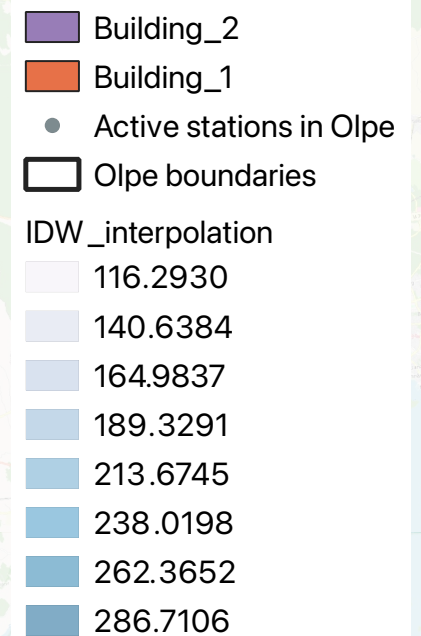 Building_2
Building_1
Active stations in Olpe
Olpe boundaries
IDW_interpolation
116.2930
140.6384
164.9837
189.3291
213.6745
238.0198
262.3652
286.7106